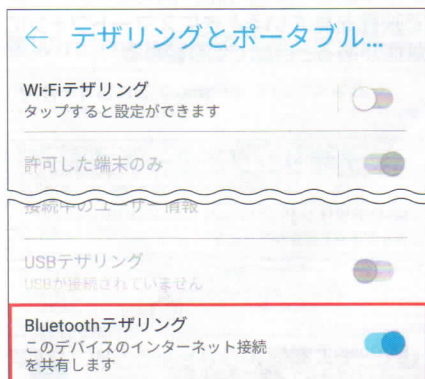 ← テザリングとポータブル...
Wi-Fiテザリング
タップすると設定ができます
許可した端末のみ
接続中のユーザー情報
USBテザリング
USBが接続されていません
Bluetoothテザリング
このデバイスのインターネット接続
を共有します